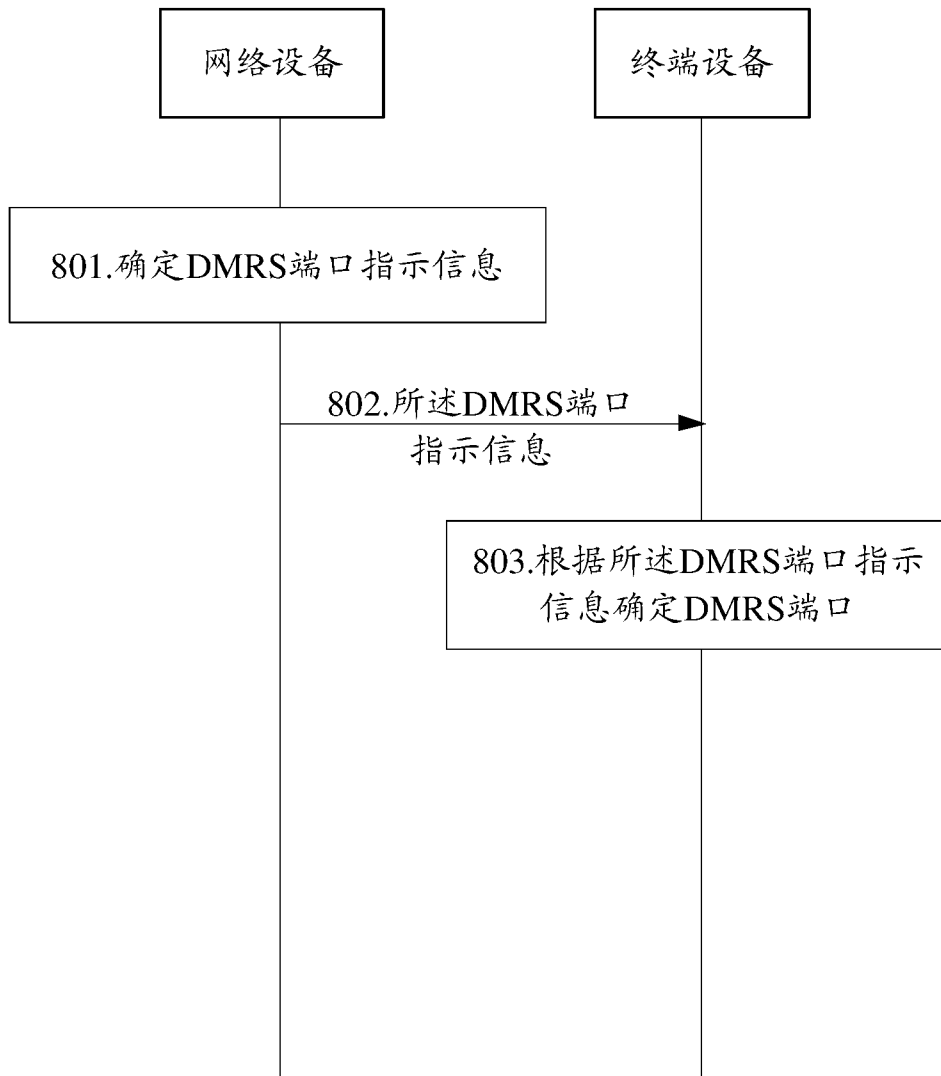 网络设备
终端设备
801.确定DMRS端口指示信息
802.所述DMRS端口
指示信息
803.根据所述DMRS端口指示
信息确定DMRS端口